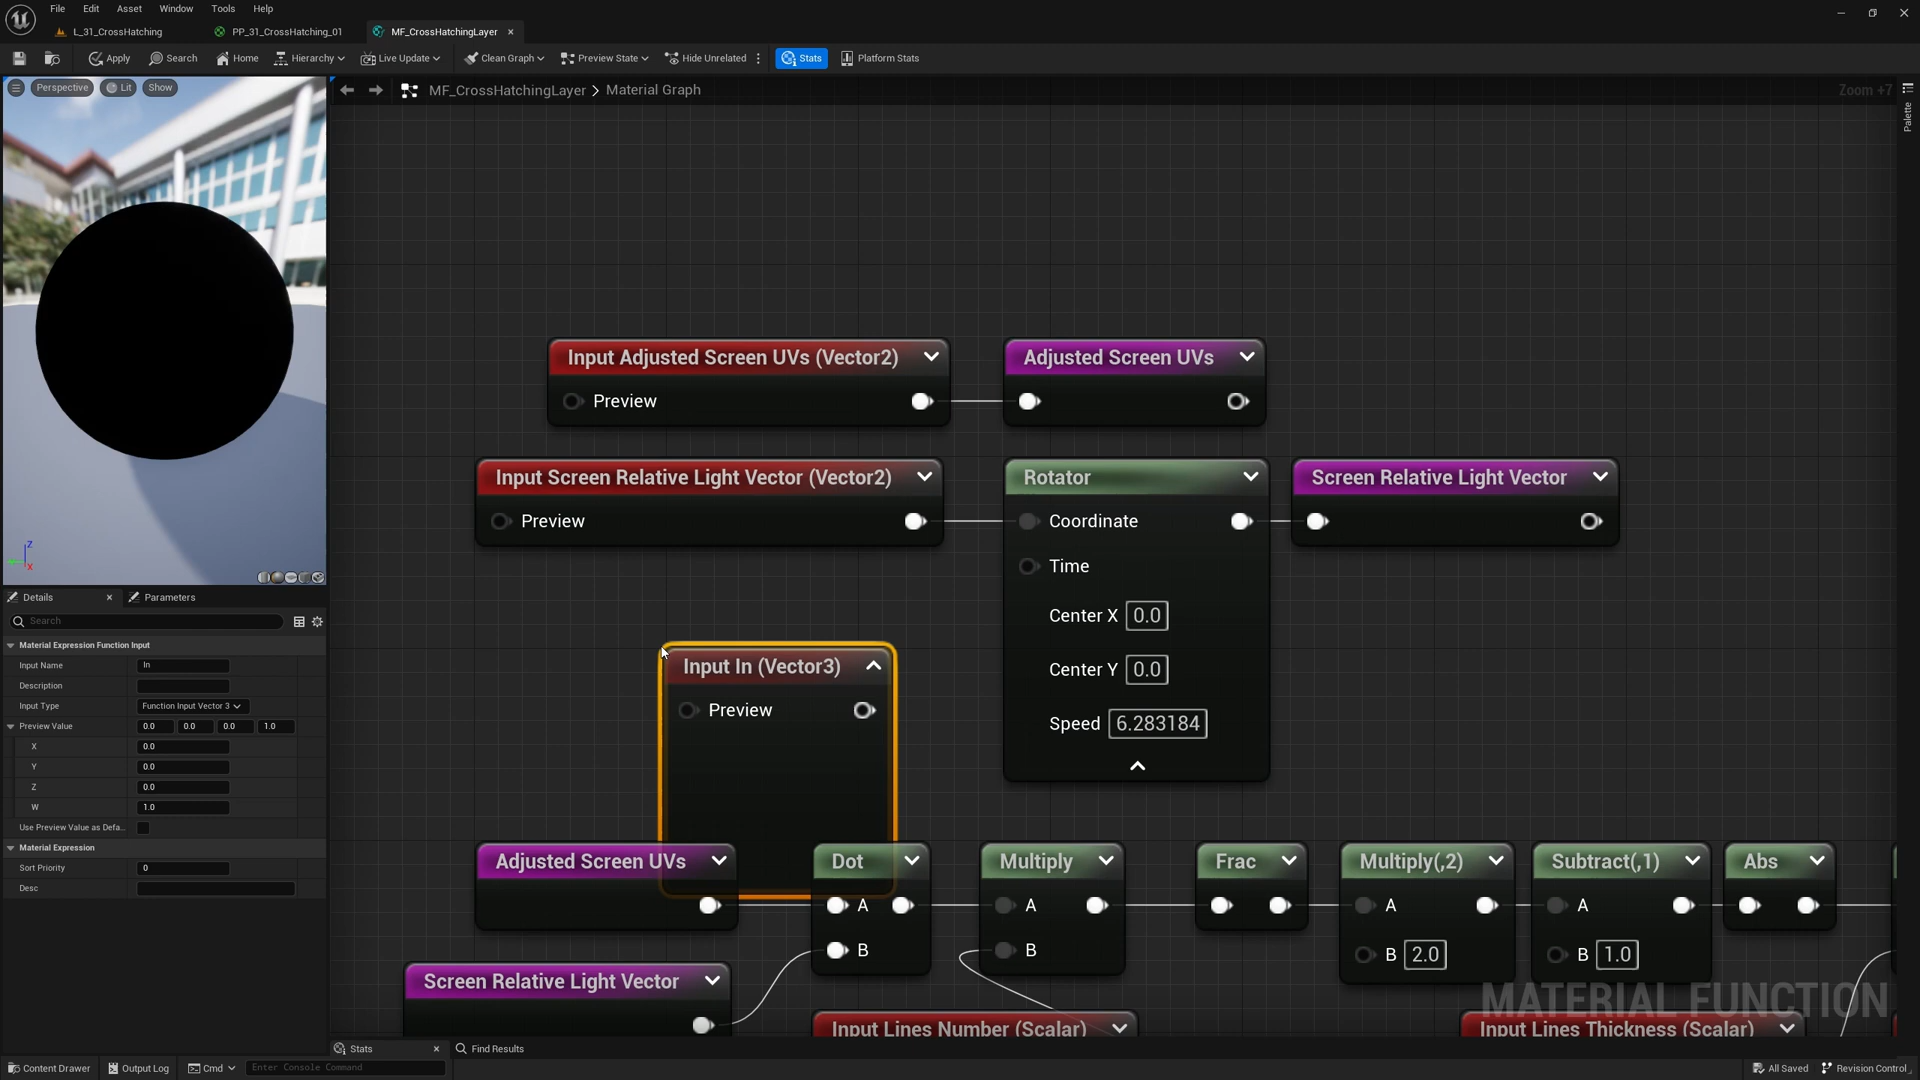 File Edit Asset Window Tools Help
L_31_CrossHatching PP_31_CrossHatching_01 MF_CrossHatchingLayer
Apply Search Home Hierarchy Live Update Clean Graph Preview State Hide Unrelated Stats Platform Stats
Perspective Lit Show
MF_CrossHatchingLayer > Material Graph
Zoom +7
Palette
Input Adjusted Screen UVs (Vector2)
Preview
Adjusted Screen UVs
Input Screen Relative Light Vector (Vector2)
Preview
Rotator
Coordinate
Time
Center X 0.0
Center Y 0.0
Speed 6.283184
Screen Relative Light Vector
Input In (Vector3)
Preview
Adjusted Screen UVs
Dot
A
B
Multiply
A
B
Frac
Multiply(,2)
A
B 2.0
Subtract(,1)
A
B 1.0
Abs
Screen Relative Light Vector
Input Lines Number (Scalar)
Input Lines Thickness (Scalar)
MATERIAL FUNCTION
Z
X
Details Parameters
Search
Material Expression Function Input
Input Name In
Description
Input Type Function Input Vector 3
Preview Value 0.0 0.0 0.0 1.0
X 0.0
Y 0.0
Z 0.0
W 1.0
Use Preview Value as Defa...
Material Expression
Sort Priority 0
Desc
Stats Find Results
Content Drawer Output Log Cmd Enter Console Command
All Saved Revision Control